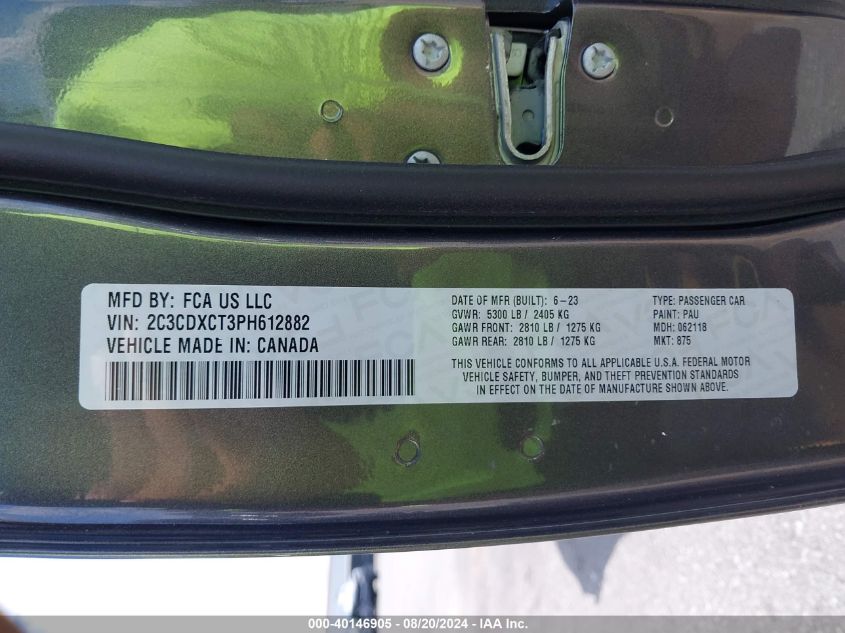 MFD BY: FCA US LLC
VIN: 2C3CDXCT3PH612882
VEHICLE MADE IN: CANADA
DATE OF MFR (BUILT): 6-23
GVWR: 5300 LB / 2405 KG
GAWR FRONT: 2810 LB / 1275 KG
GAWR REAR: 2810 LB / 1275 KG
TYPE: PASSENGER CAR
PAINT: PAU
MDH: 062118
MKT: 875
THIS VEHICLE CONFORMS TO ALL APPLICABLE U.S.A. FEDERAL MOTOR
VEHICLE SAFETY, BUMPER, AND THEFT PREVENTION STANDARDS
IN EFFECT ON THE DATE OF MANUFACTURE SHOWN ABOVE.
000-40146905 - 08/20/2024 - IAA Inc.